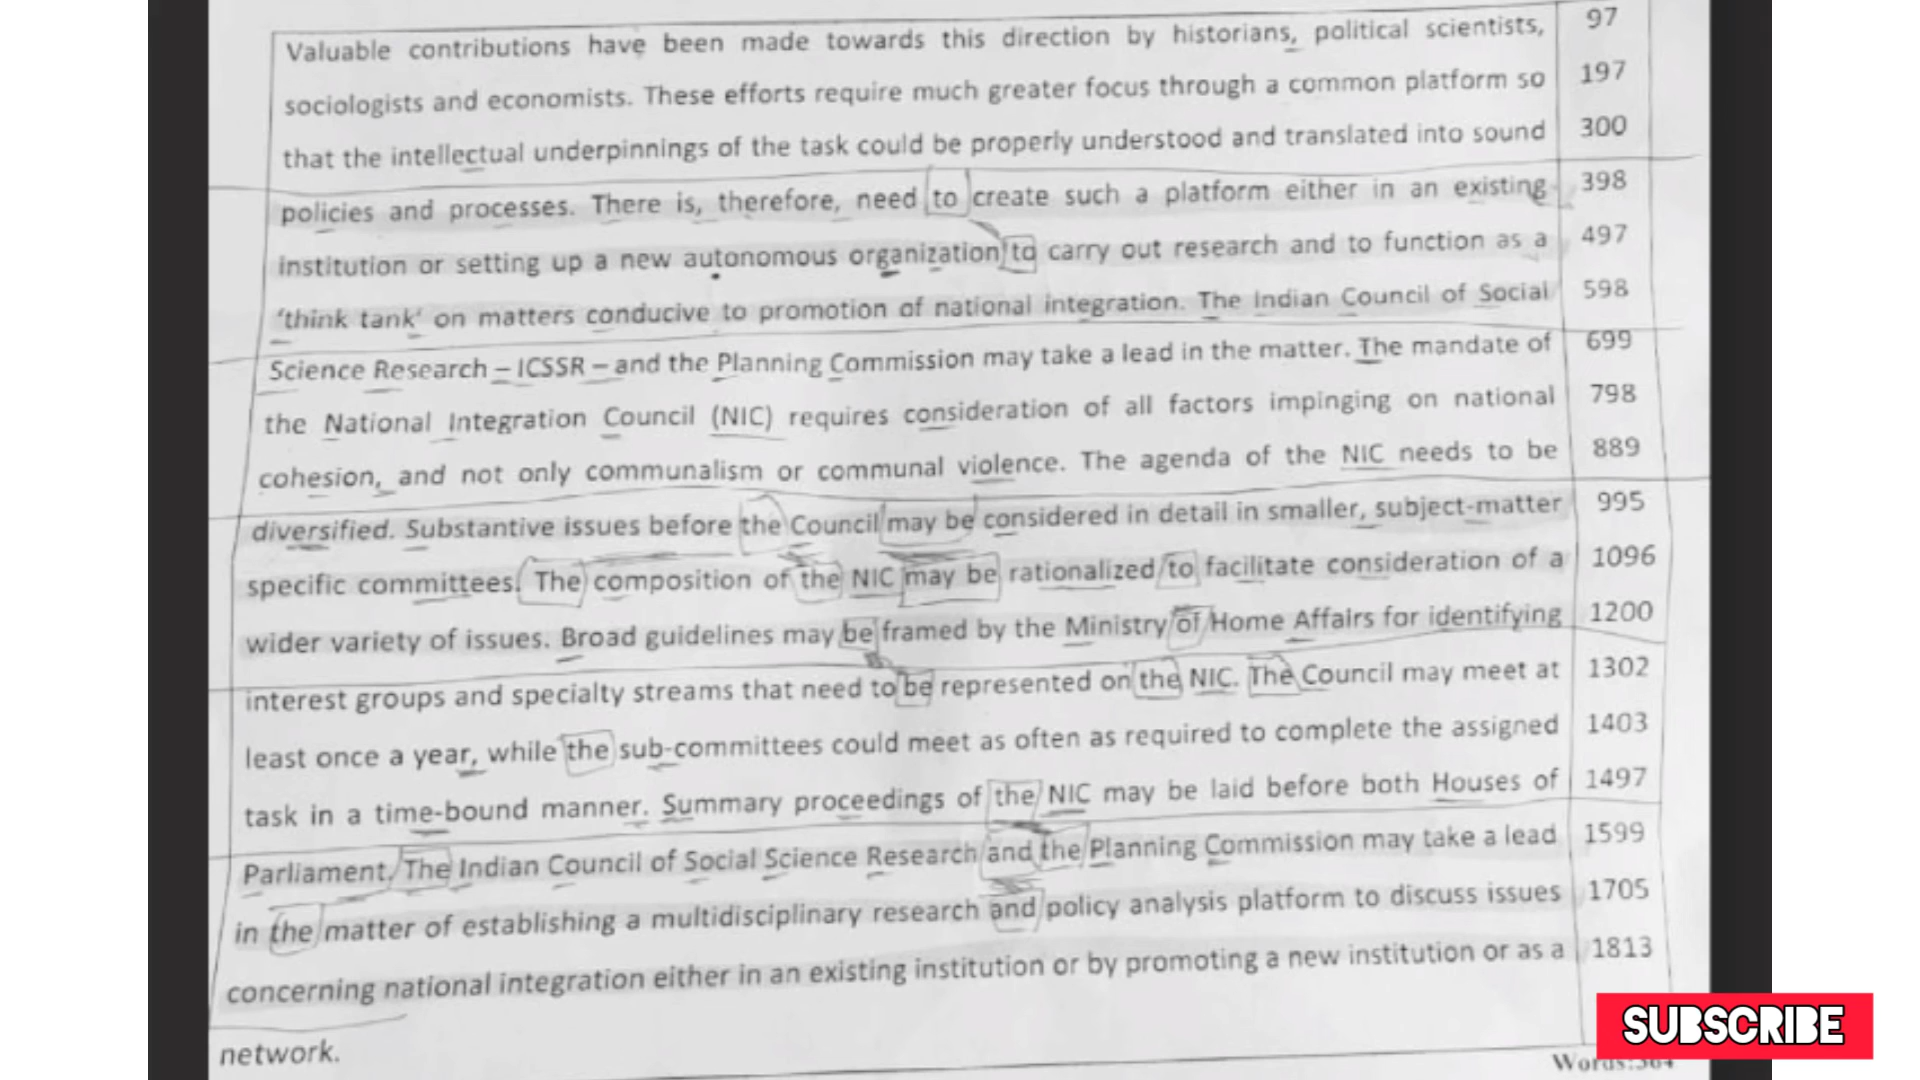 Valuable contributions have been made towards this direction by historians, political scientists, 97
sociologists and economists. These efforts require much greater focus through a common platform so 197
that the intellectual underpinnings of the task could be properly understood and translated into sound 300
policies and processes. There is, therefore, need to create such a platform either in an existing 398
institution or setting up a new autonomous organization to carry out research and to function as a 497
‘think tank‘ on matters conducive to promotion of national integration. The Indian Council of Social 598
Science Research – ICSSR – and the Planning Commission may take a lead in the matter. The mandate of 699
the National Integration Council (NIC) requires consideration of all factors impinging on national 798
cohesion, and not only communalism or communal violence. The agenda of the NIC needs to be 889
diversified. Substantive issues before the Council may be considered in detail in smaller, subject-matter 995
specific committees. The composition of the NIC may be rationalized to facilitate consideration of a 1096
wider variety of issues. Broad guidelines may be framed by the Ministry of Home Affairs for identifying 1200
interest groups and specialty streams that need to be represented on the NIC. The Council may meet at 1302
least once a year, while the sub-committees could meet as often as required to complete the assigned 1403
task in a time-bound manner. Summary proceedings of the NIC may be laid before both Houses of 1497
Parliament. The Indian Council of Social Science Research and the Planning Commission may take a lead 1599
in the matter of establishing a multidisciplinary research and policy analysis platform to discuss issues 1705
concerning national integration either in an existing institution or by promoting a new institution or as a 1813
network.
SUBSCRIBE